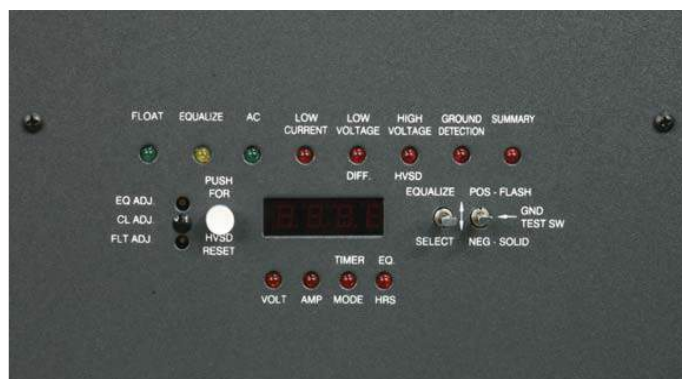 FLOAT EQUALIZE AC LOW CURRENT LOW VOLTAGE HIGH VOLTAGE GROUND DETECTION SUMMARY
DIFF. HVSD
PUSH FOR
HVSD RESET
EQ ADJ.
CL ADJ.
FLT ADJ.
EQUALIZE POS - FLASH
GND TEST SW
SELECT NEG - SOLID
TIMER EQ.
VOLT AMP MODE HRS